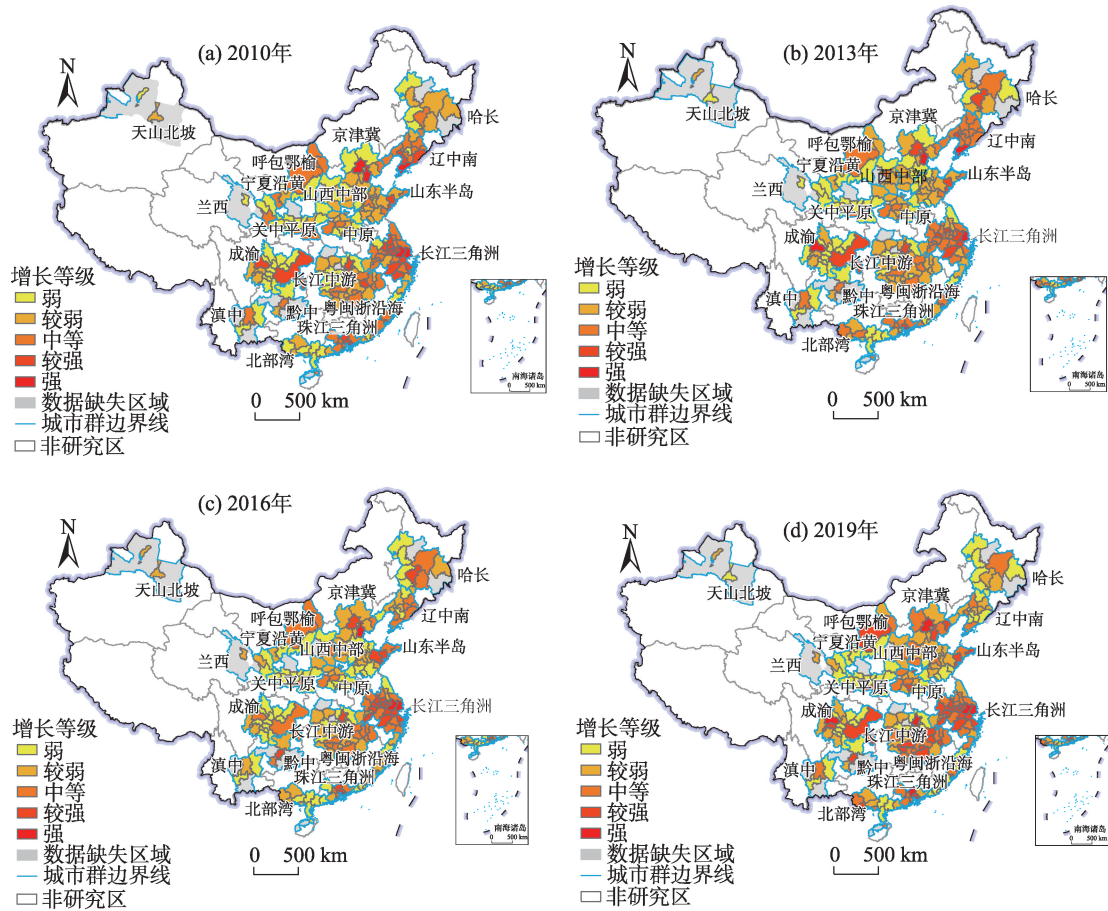 (a) 2010年
N
天山北坡
哈长
京津冀
辽中南
呼包鄂榆
宁夏沿黄
山西中部
山东半岛
兰西
关中平原
中原
成渝
长江三角洲
长江中游
滇中
黔中
粤闽浙沿海
珠江三角洲
北部湾
增长等级
弱
较弱
中等
较强
强
数据缺失区域
城市群边界线
非研究区
0 500 km
南海诸岛
0 500 km
(b) 2013年
N
天山北坡
哈长
京津冀
辽中南
呼包鄂榆
宁夏沿黄
山西中部
山东半岛
兰西
关中平原
中原
成渝
长江三角洲
长江中游
滇中
黔中
粤闽浙沿海
珠江三角洲
北部湾
增长等级
弱
较弱
中等
较强
强
数据缺失区域
城市群边界线
非研究区
0 500 km
南海诸岛
0 500 km
(c) 2016年
N
天山北坡
哈长
京津冀
辽中南
呼包鄂榆
宁夏沿黄
山西中部
山东半岛
兰西
关中平原
中原
成渝
长江三角洲
长江中游
滇中
黔中
粤闽浙沿海
珠江三角洲
北部湾
增长等级
弱
较弱
中等
较强
强
数据缺失区域
城市群边界线
非研究区
0 500 km
南海诸岛
0 500 km
(d) 2019年
N
天山北坡
哈长
京津冀
辽中南
呼包鄂榆
宁夏沿黄
山西中部
山东半岛
兰西
关中平原
中原
成渝
长江三角洲
长江中游
滇中
黔中
粤闽浙沿海
珠江三角洲
北部湾
增长等级
弱
较弱
中等
较强
强
数据缺失区域
城市群边界线
非研究区
0 500 km
南海诸岛
0 500 km